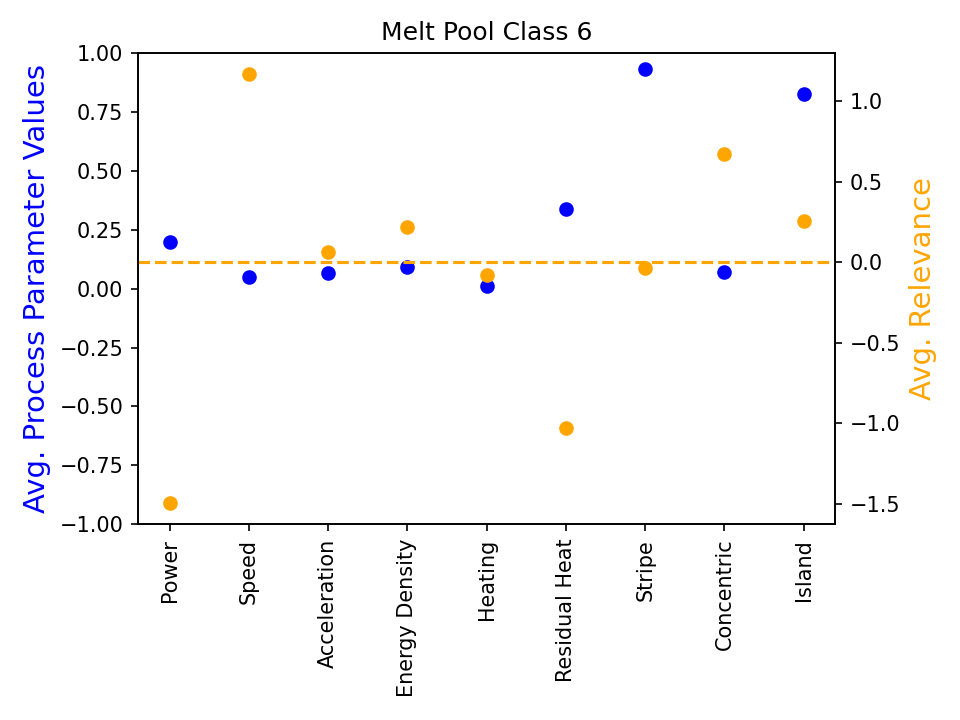 Melt Pool Class 6
Avg. Process Parameter Values
1.00
0.75
0.50
0.25
0.00
−0.25
−0.50
−0.75
−1.00
1.0
0.5
0.0
−0.5
−1.0
−1.5
Avg. Relevance
Power
Speed
Acceleration
Energy Density
Heating
Residual Heat
Stripe
Concentric
Island